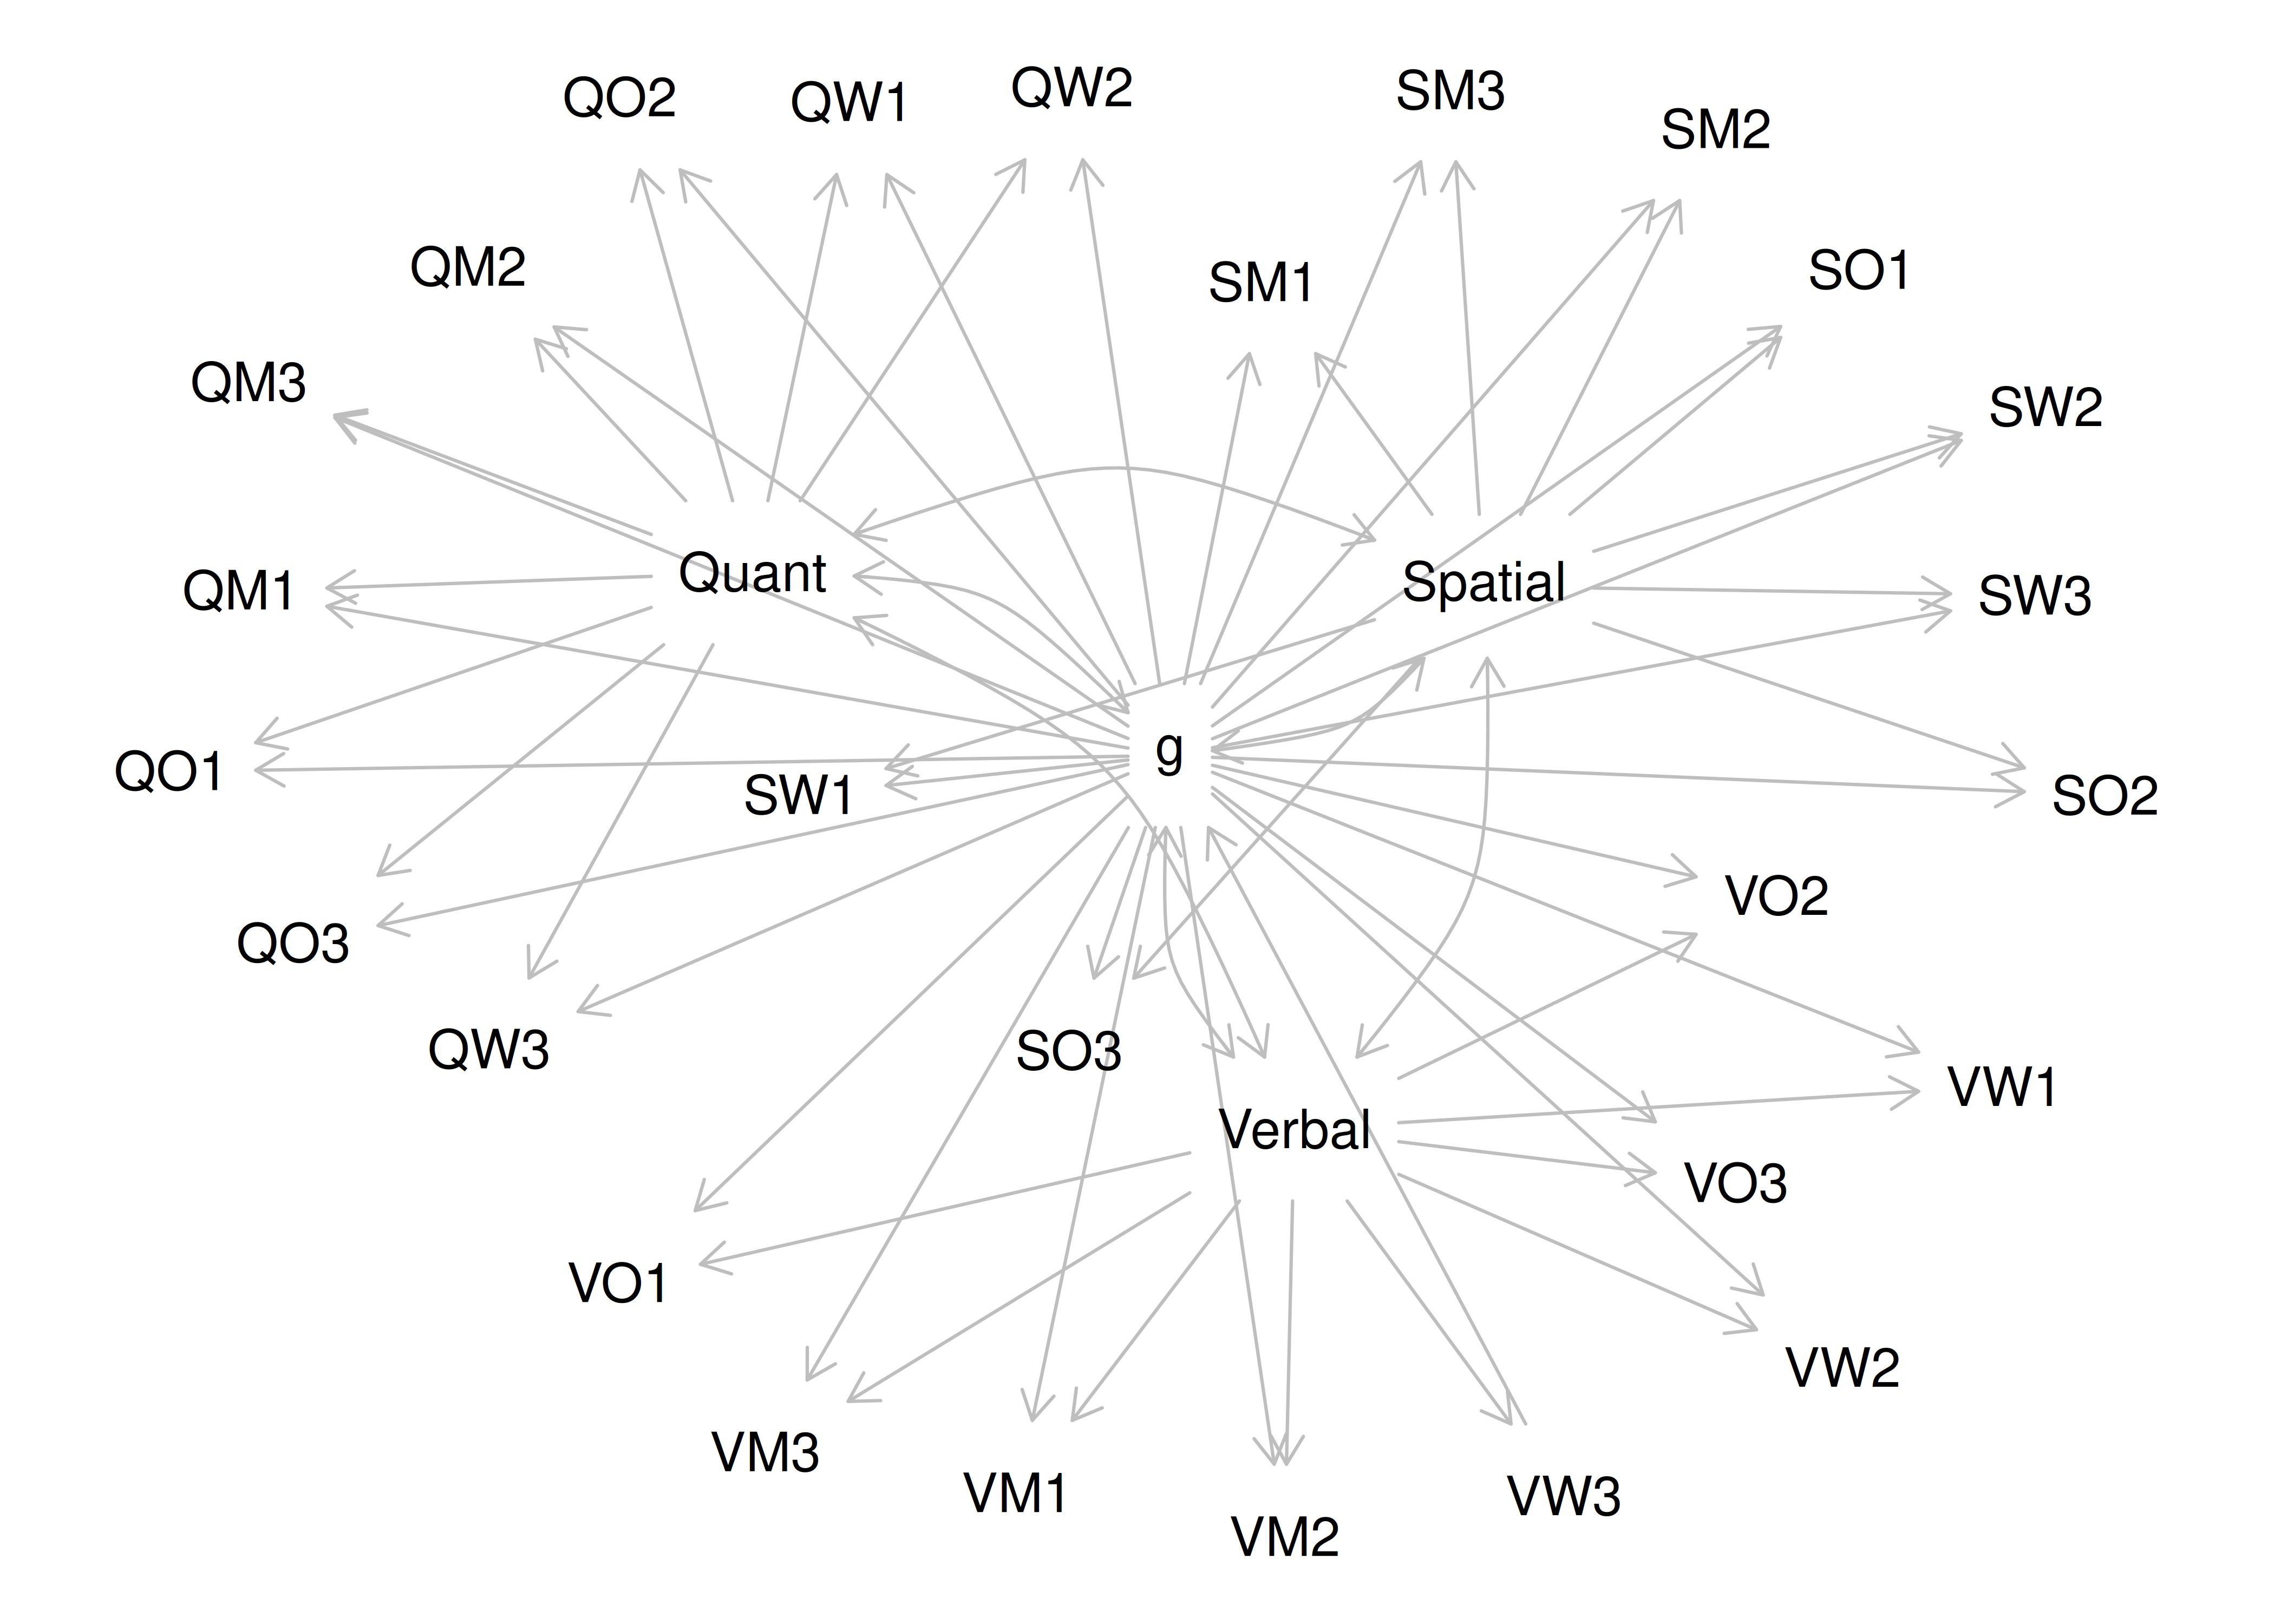 QW2
SM3
QO2
QW1
SM2
QM2
SM1
SO1
QM3
SW2
Quant
Spatial
QM1
SW3
g
QO1
SW1
SO2
VO2
QO3
QW3
SO3
VW1
Verbal
VO3
VO1
VW2
VM3
VM1
VW3
VM2